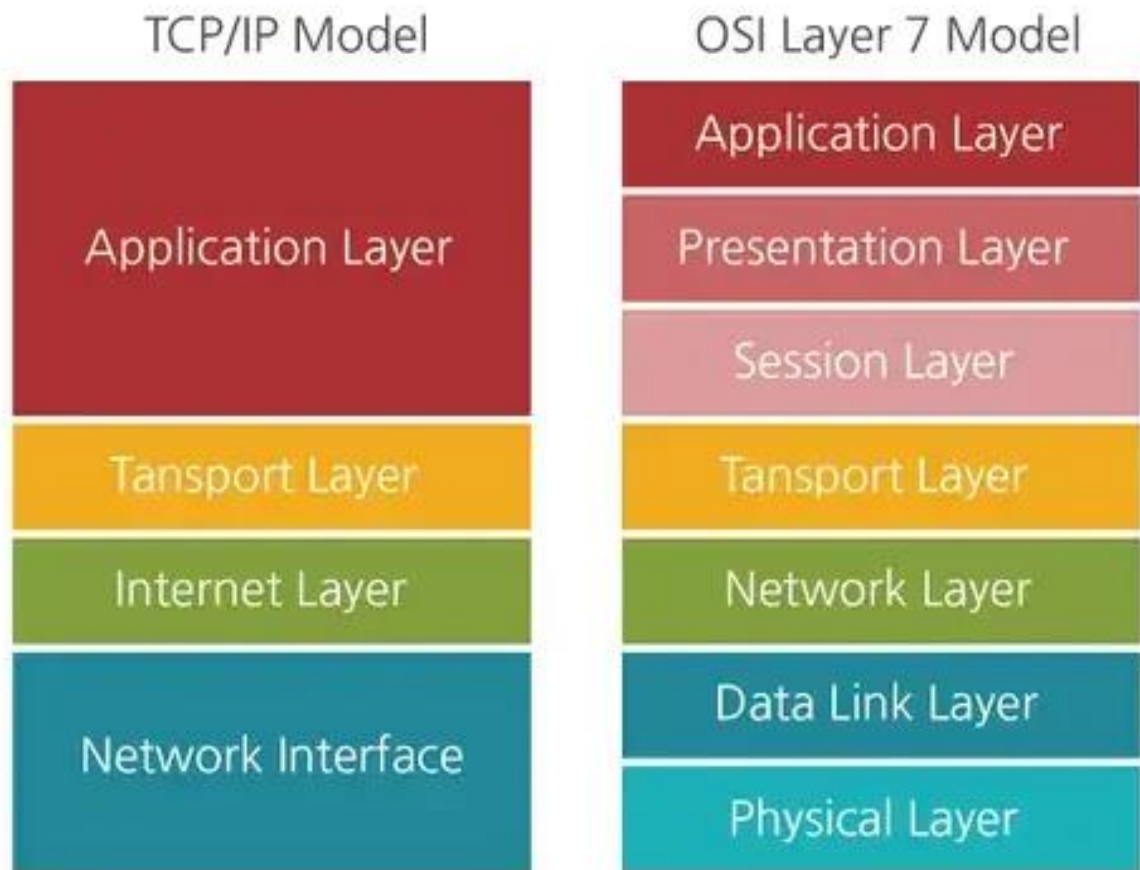 TCP/IP Model
Application Layer
Tansport Layer
Internet Layer
Network Interface
OSI Layer 7 Model
Application Layer
Presentation Layer
Session Layer
Tansport Layer
Network Layer
Data Link Layer
Physical Layer